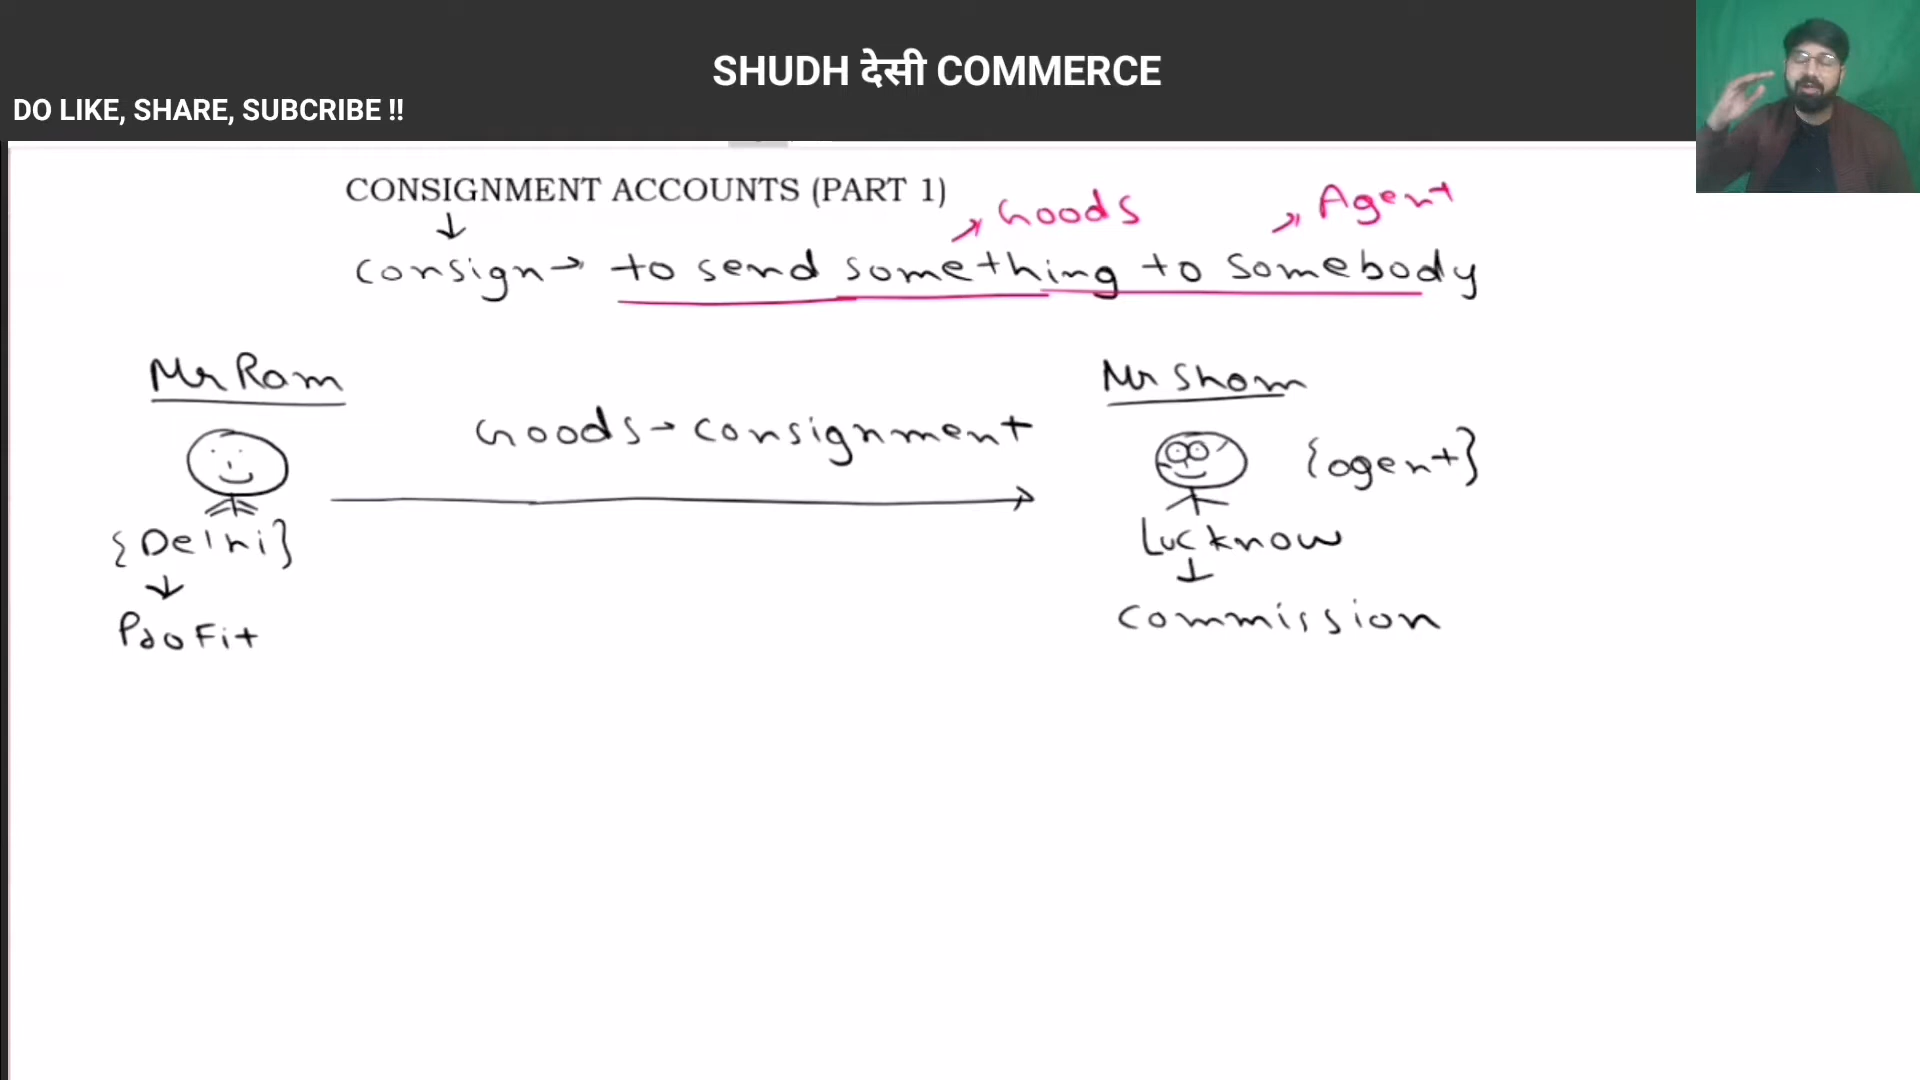 SHUDH देसी COMMERCE
DO LIKE, SHARE, SUBCRIBE !!
CONSIGNMENT ACCOUNTS (PART 1)
Goods
Agent
consign → to send something to somebody
Mr Ram
Mr Sham
Goods → consignment
{agent}
{Delhi}
Lucknow
Profit
commission